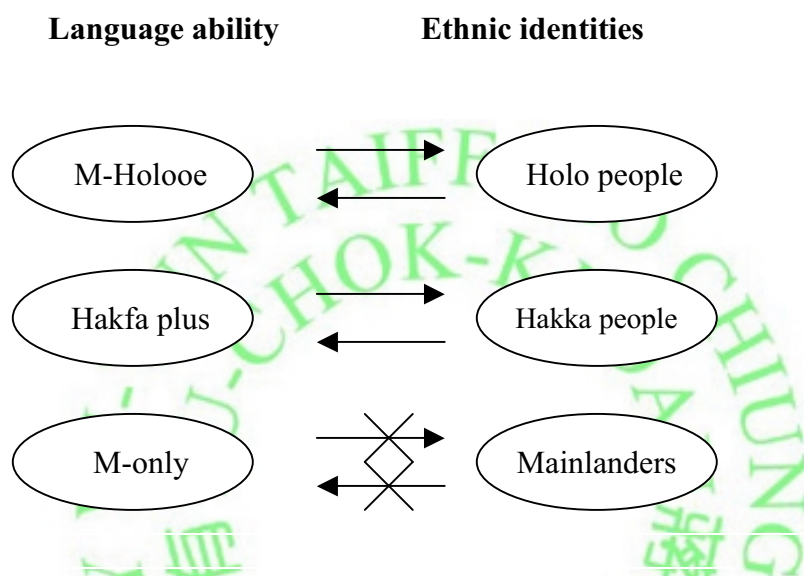 Language ability Ethnic identities
M-Holooe Holo people
Hakfa plus Hakka people
M-only Mainlanders